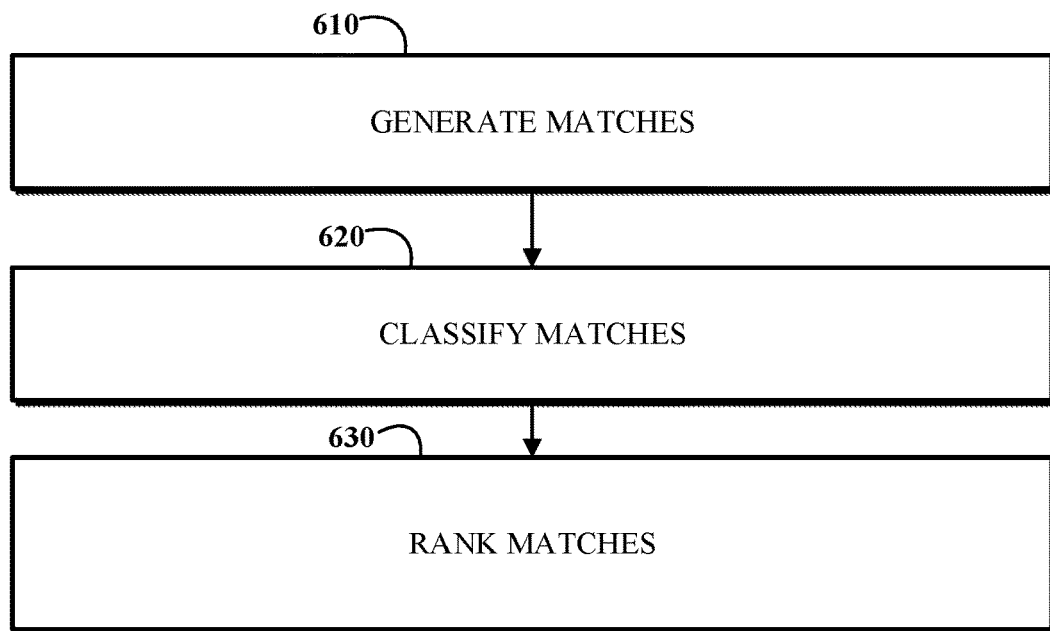 610
GENERATE MATCHES
620
CLASSIFY MATCHES
630
RANK MATCHES